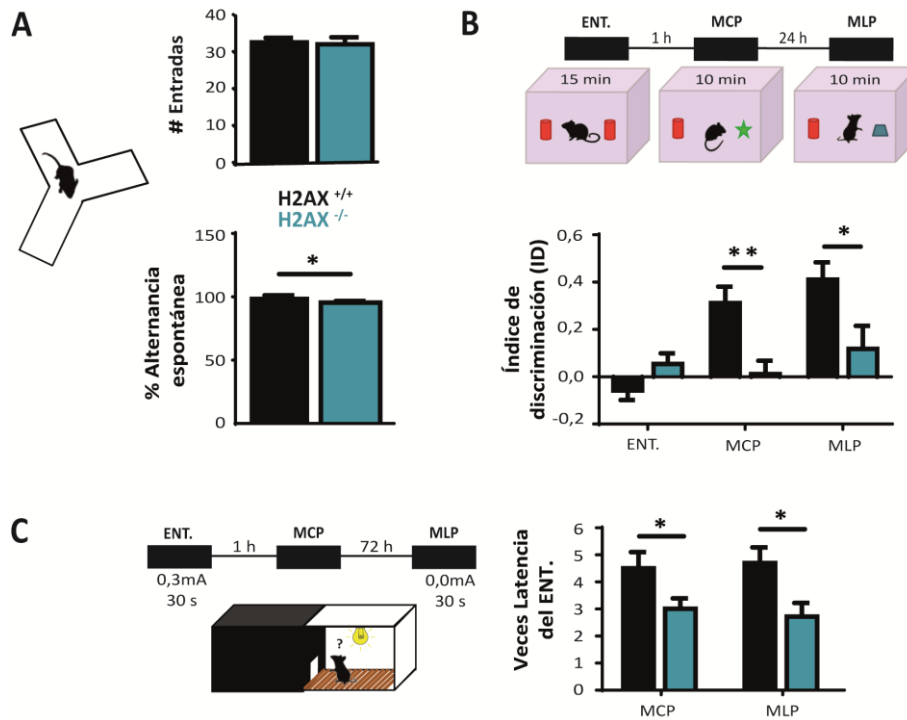 A
# Entradas
40
30
20
10
0
H2AX +/+
H2AX -/-
% Alternancia
espontánea
150
100
50
0
*
B
ENT.
1 h
MCP
24 h
MLP
15 min
10 min
10 min
Índice de
discriminación (ID)
0,6
0,4
0,2
0,0
-0,2
**
*
ENT.
MCP
MLP
C
ENT.
1 h
MCP
72 h
MLP
0,3mA
30 s
0,0mA
30 s
?
Veces Latencia
del ENT.
6
5
4
3
2
1
0
*
*
MCP
MLP